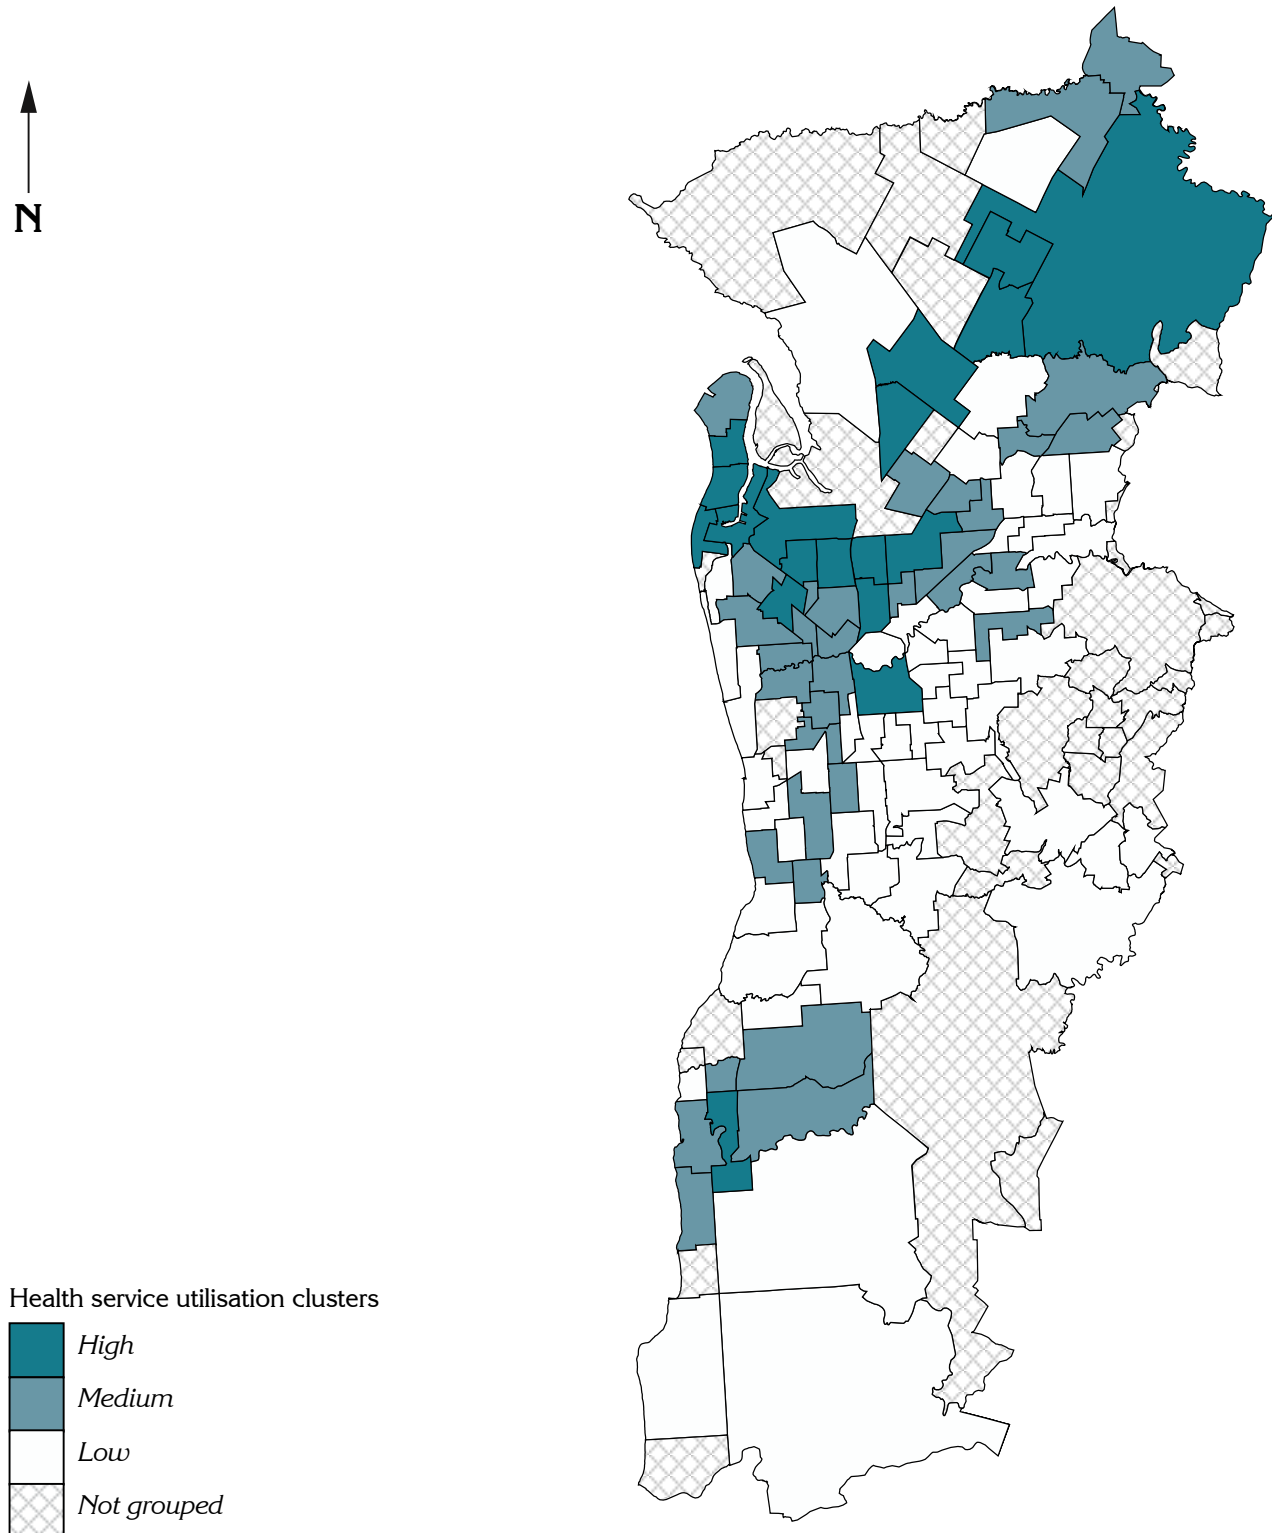 N
Health service utilisation clusters
High
Medium
Low
Not grouped